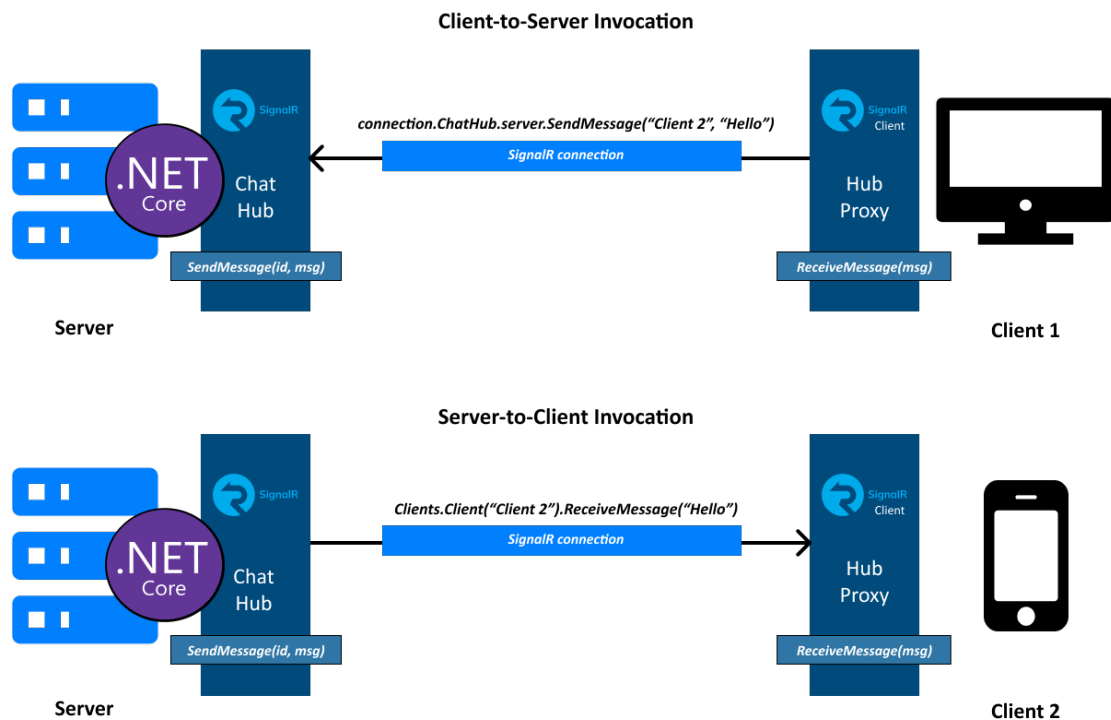 Client-to-Server Invocation
SignalR
SignalR
Client
connection.ChatHub.server.SendMessage(“Client 2”, “Hello”)
SignalR connection
.NET
Core
Chat
Hub
Hub
Proxy
SendMessage(id, msg)
ReceiveMessage(msg)
Server
Client 1
Server-to-Client Invocation
SignalR
SignalR
Client
Clients.Client(“Client 2”).ReceiveMessage(“Hello”)
SignalR connection
.NET
Core
Chat
Hub
Hub
Proxy
SendMessage(id, msg)
ReceiveMessage(msg)
Server
Client 2